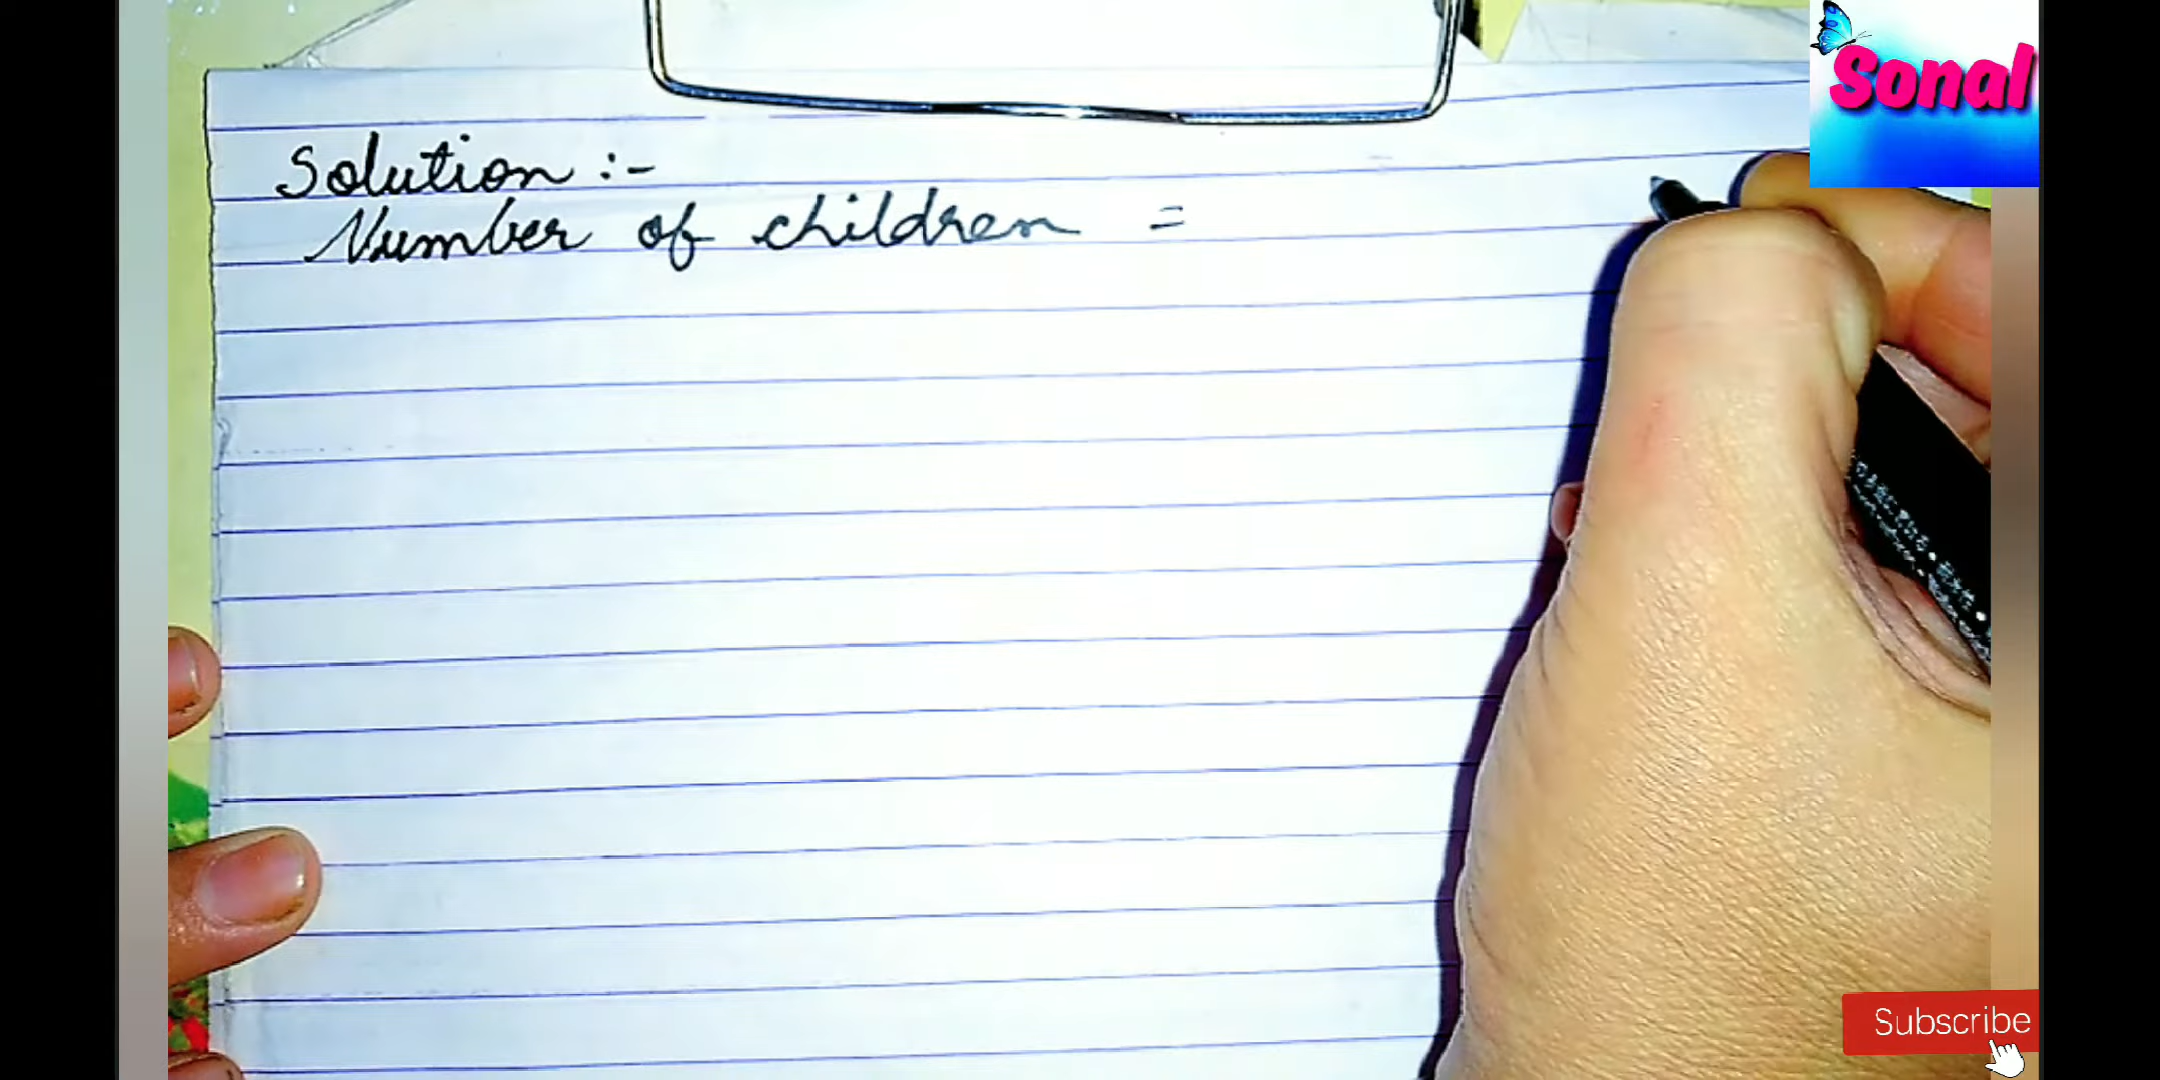 Sonal
Solution :-
Number of children =
Subscribe